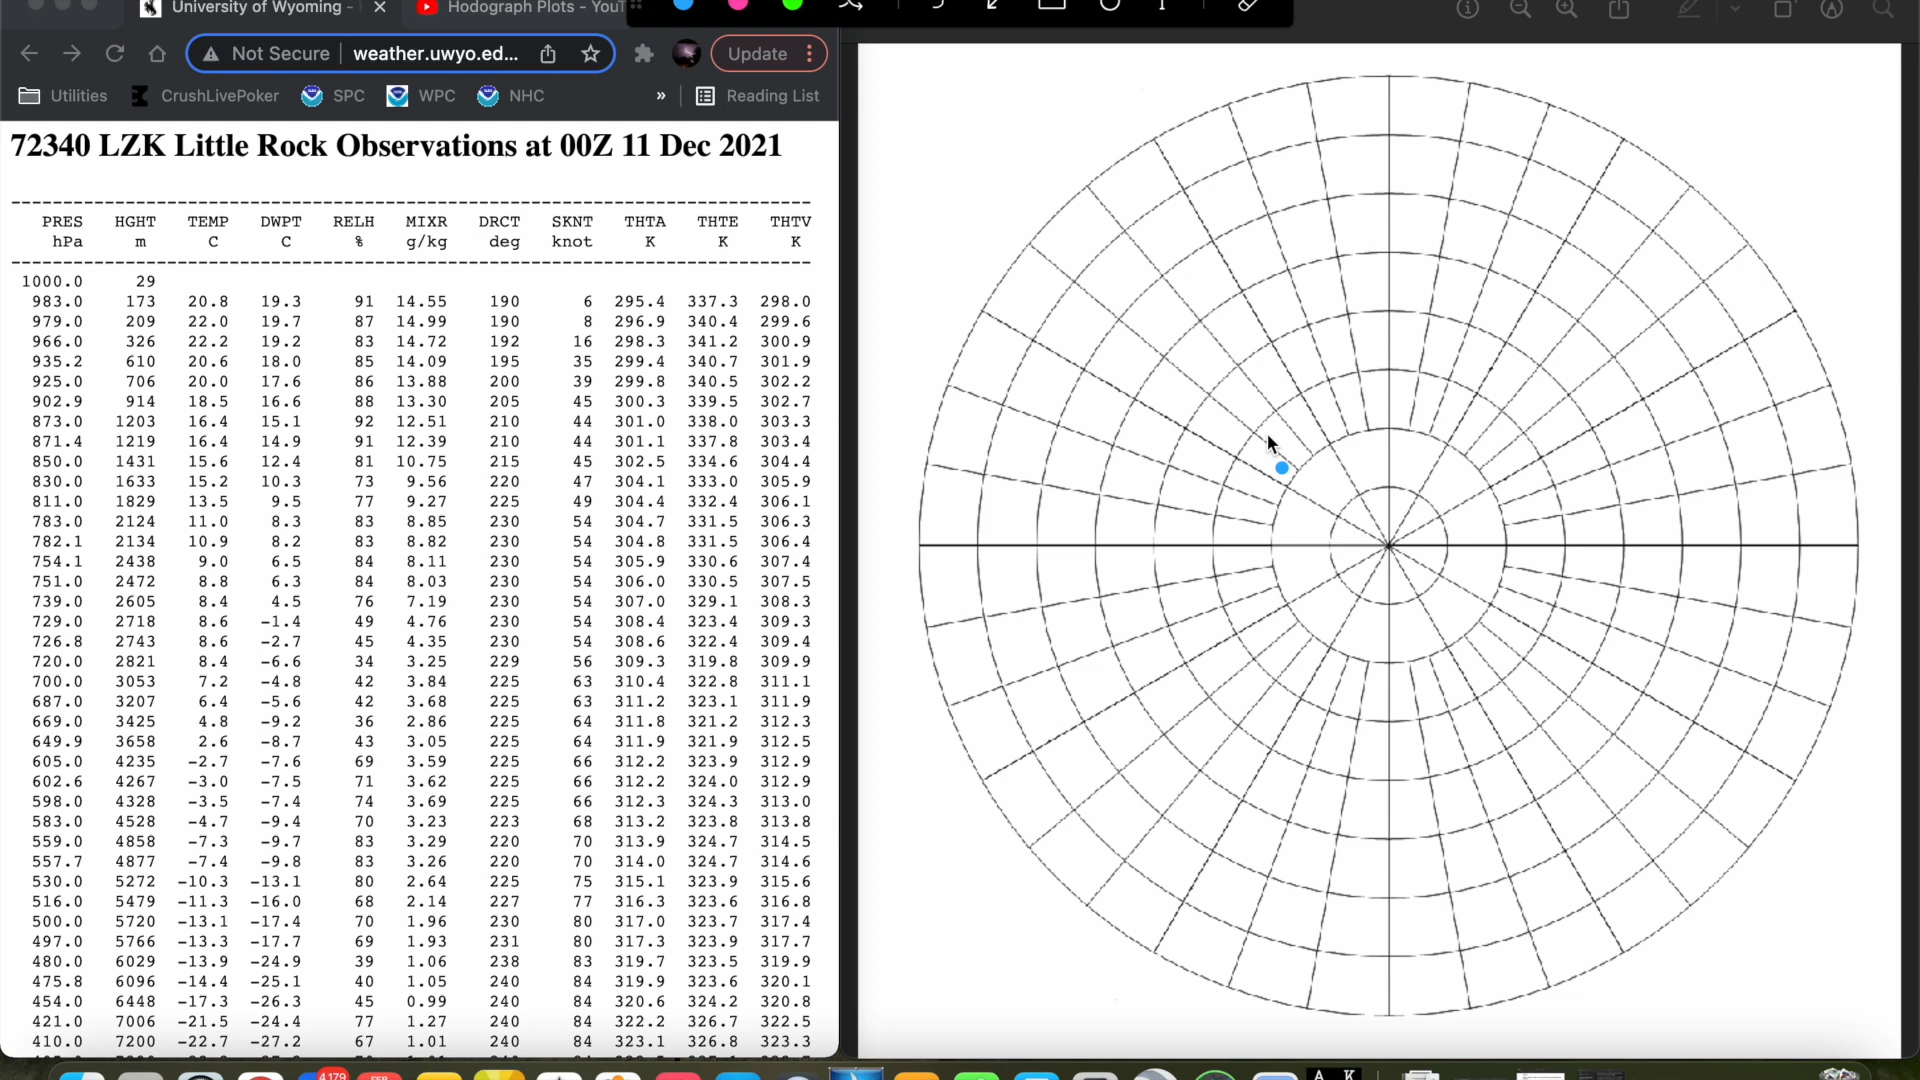 University of Wyoming - Hodograph Plots - YouT
Not Secure weather.uwyo.ed... Update
Utilities CrushLivePoker SPC WPC NHC » Reading List
72340 LZK Little Rock Observations at 00Z 11 Dec 2021
PRES HGHT TEMP DWPT RELH MIXR DRCT SKNT THTA THTE THTV
hPa m C C % g/kg deg knot K K K
1000.0 29
983.0 173 20.8 19.3 91 14.55 190 6 295.4 337.3 298.0
979.0 209 22.0 19.7 87 14.99 190 8 296.9 340.4 299.6
966.0 326 22.2 19.2 83 14.72 192 16 298.3 341.2 300.9
935.2 610 20.6 18.0 85 14.09 195 35 299.4 340.7 301.9
925.0 706 20.0 17.6 86 13.88 200 39 299.8 340.5 302.2
902.9 914 18.5 16.6 88 13.30 205 45 300.3 339.5 302.7
873.0 1203 16.4 15.1 92 12.51 210 44 301.0 338.0 303.3
871.4 1219 16.4 14.9 91 12.39 210 44 301.1 337.8 303.4
850.0 1431 15.6 12.4 81 10.75 215 45 302.5 334.6 304.4
830.0 1633 15.2 10.3 73 9.56 220 47 304.1 333.0 305.9
811.0 1829 13.5 9.5 77 9.27 225 49 304.4 332.4 306.1
783.0 2124 11.0 8.3 83 8.85 230 54 304.7 331.5 306.3
782.1 2134 10.9 8.2 83 8.82 230 54 304.8 331.5 306.4
754.1 2438 9.0 6.5 84 8.11 230 54 305.9 330.6 307.4
751.0 2472 8.8 6.3 84 8.03 230 54 306.0 330.5 307.5
739.0 2605 8.4 4.5 76 7.19 230 54 307.0 329.1 308.3
729.0 2718 8.6 -1.4 49 4.76 230 54 308.4 323.4 309.3
726.8 2743 8.6 -2.7 45 4.35 230 54 308.6 322.4 309.4
720.0 2821 8.4 -6.6 34 3.25 229 56 309.3 319.8 309.9
700.0 3053 7.2 -4.8 42 3.84 225 63 310.4 322.8 311.1
687.0 3207 6.4 -5.6 42 3.68 225 63 311.2 323.1 311.9
669.0 3425 4.8 -9.2 36 2.86 225 64 311.8 321.2 312.3
649.9 3658 2.6 -8.7 43 3.05 225 64 311.9 321.9 312.5
605.0 4235 -2.7 -7.6 69 3.59 225 66 312.2 323.9 312.9
602.6 4267 -3.0 -7.5 71 3.62 225 66 312.2 324.0 312.9
598.0 4328 -3.5 -7.4 74 3.69 225 66 312.3 324.3 313.0
583.0 4528 -4.7 -9.4 70 3.23 223 68 313.2 323.8 313.8
559.0 4858 -7.3 -9.7 83 3.29 220 70 313.9 324.7 314.5
557.7 4877 -7.4 -9.8 83 3.26 220 70 314.0 324.7 314.6
530.0 5272 -10.3 -13.1 80 2.64 225 75 315.1 323.9 315.6
516.0 5479 -11.3 -16.0 68 2.14 227 77 316.3 323.6 316.8
500.0 5720 -13.1 -17.4 70 1.96 230 80 317.0 323.7 317.4
497.0 5766 -13.3 -17.7 69 1.93 231 80 317.3 323.9 317.7
480.0 6029 -13.9 -24.9 39 1.06 238 83 319.7 323.5 319.9
475.8 6096 -14.4 -25.1 40 1.05 240 84 319.9 323.6 320.1
454.0 6448 -17.3 -26.3 45 0.99 240 84 320.6 324.2 320.8
421.0 7006 -21.5 -24.4 77 1.27 240 84 322.2 326.7 322.5
410.0 7200 -22.7 -27.2 67 1.01 240 84 323.1 326.8 323.3
4179 FEB A K